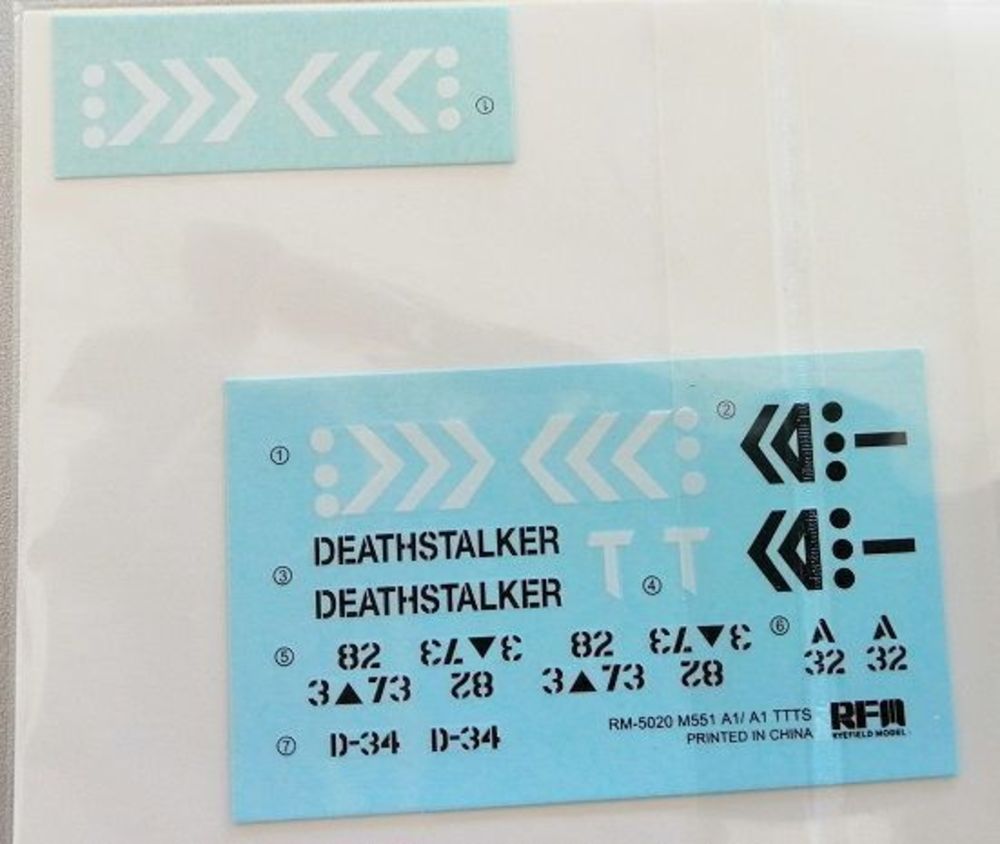 1
2
1
DEATHSTALKER
3
T T
4
DEATHSTALKER
6
5
82 3▼73 82 3▼73
A A
3▲73 82 3▲73 82
32 32
7
D-34 D-34
RM-5020 M551 A1/ A1 TTTS
PRINTED IN CHINA
RFM
RYEFIELD MODEL